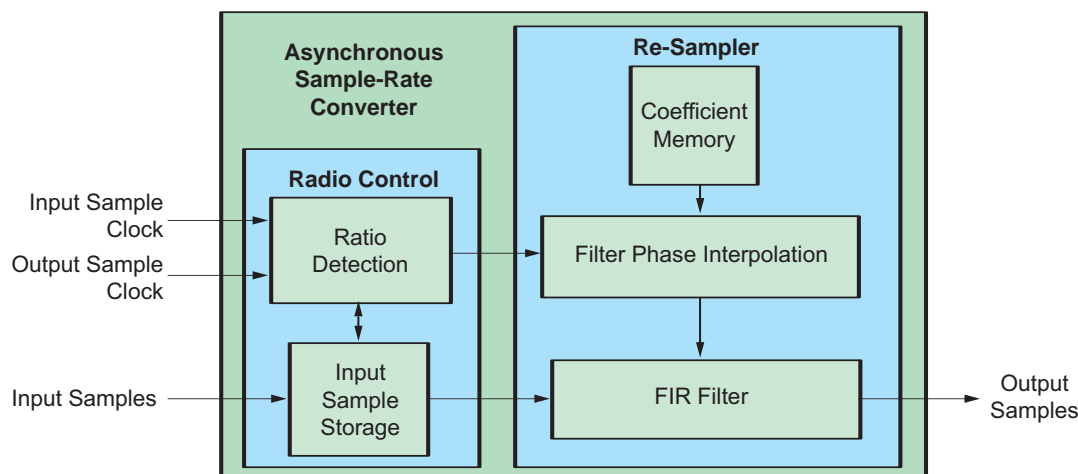 Asynchronous
Sample-Rate
Converter
Re-Sampler
Coefficient
Memory
Radio Control
Input Sample
Clock
Output Sample
Clock
Ratio
Detection
Filter Phase Interpolation
Input Samples
Input
Sample
Storage
FIR Filter
Output
Samples